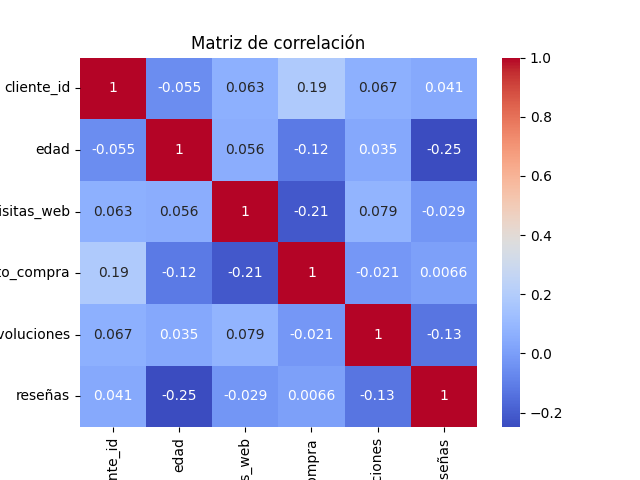 Matriz de correlación
cliente_id 1 -0.055 0.063 0.19 0.067 0.041
edad -0.055 1 0.056 -0.12 0.035 -0.25
isitas_web 0.063 0.056 1 -0.21 0.079 -0.029
to_compra 0.19 -0.12 -0.21 1 -0.021 0.0066
voluciones 0.067 0.035 0.079 -0.021 1 -0.13
reseñas 0.041 -0.25 -0.029 0.0066 -0.13 1
nte_id
edad
s_web
ompra
ciones
señas
1.0
0.8
0.6
0.4
0.2
0.0
−0.2